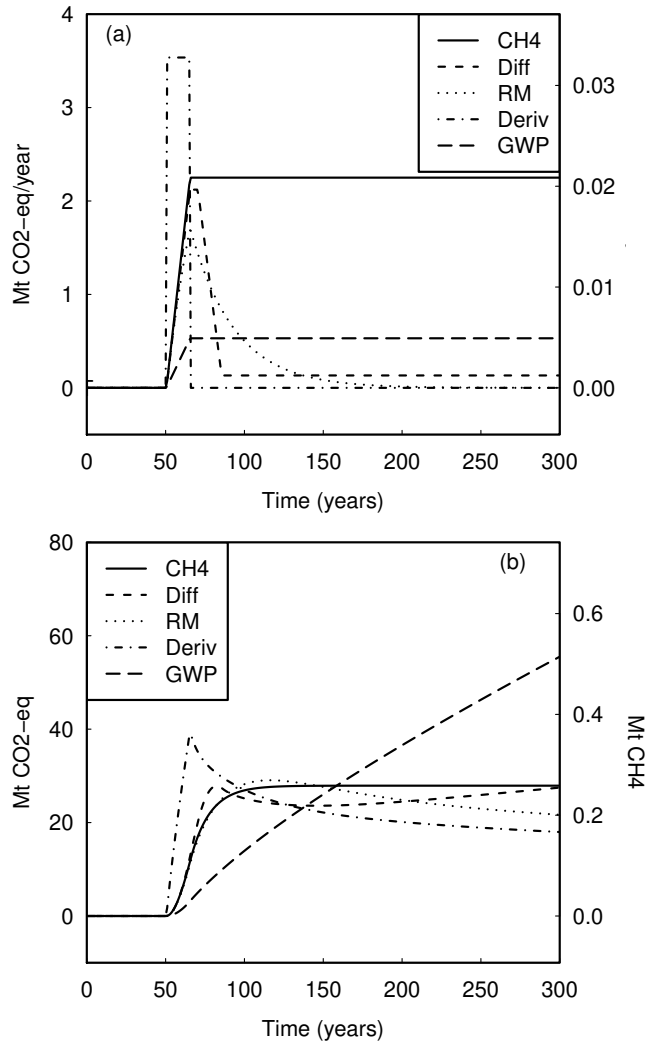 (a)
CH4
Diff
RM
Deriv
GWP
4
3
2
1
0
0.03
0.02
0.01
0.00
Mt CO2−eq/year
0 50 100 150 200 250 300
Time (years)
(b)
CH4
Diff
RM
Deriv
GWP
80
60
40
20
0
0.6
0.4
0.2
0.0
Mt CO2−eq
Mt CH4
0 50 100 150 200 250 300
Time (years)